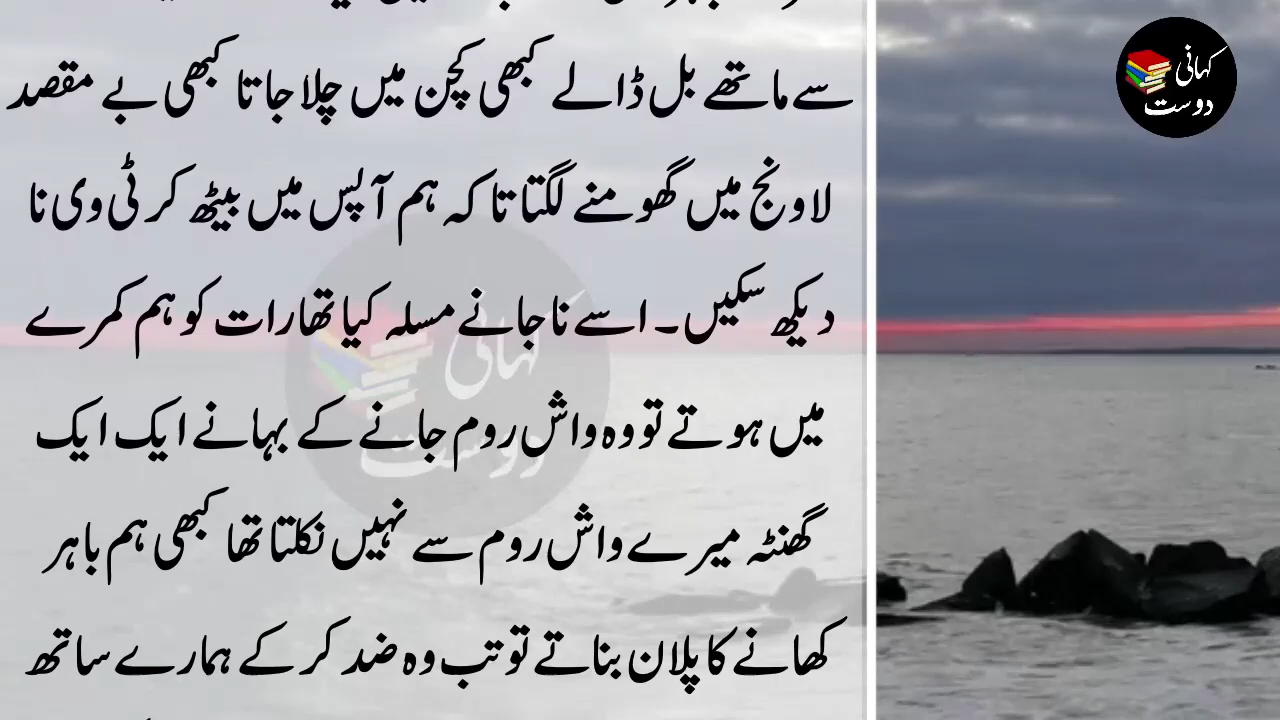 سے ماتھے بل ڈالے کبھی کچن میں چلا جاتا کبھی بے مقصد
لاونج میں گھومنے لگتا تا کہ ہم آپس میں بیٹھ کر ٹی وی نا
دیکھ سکیں۔ اسے نا جانے مسلہ کیا تھا رات کو ہم کمرے
میں ہوتے تو وہ واش روم جانے کے بہانے ایک ایک
گھنٹہ میرے واش روم سے نہیں نکلتا تھا کبھی ہم باہر
کھانے کا پلان بناتے تو تب وہ ضد کر کے ہمارے ساتھ
کہانی
دوست
کہانی
دوست